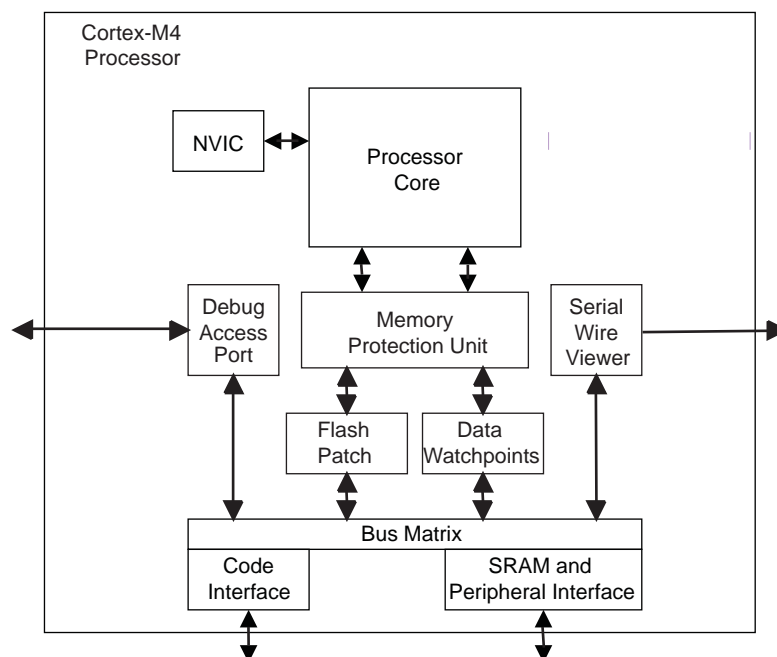 Cortex-M4
Processor
NVIC
Processor
Core
Debug
Access
Port
Memory
Protection Unit
Serial
Wire
Viewer
Flash
Patch
Data
Watchpoints
Bus Matrix
Code
Interface
SRAM and
Peripheral Interface